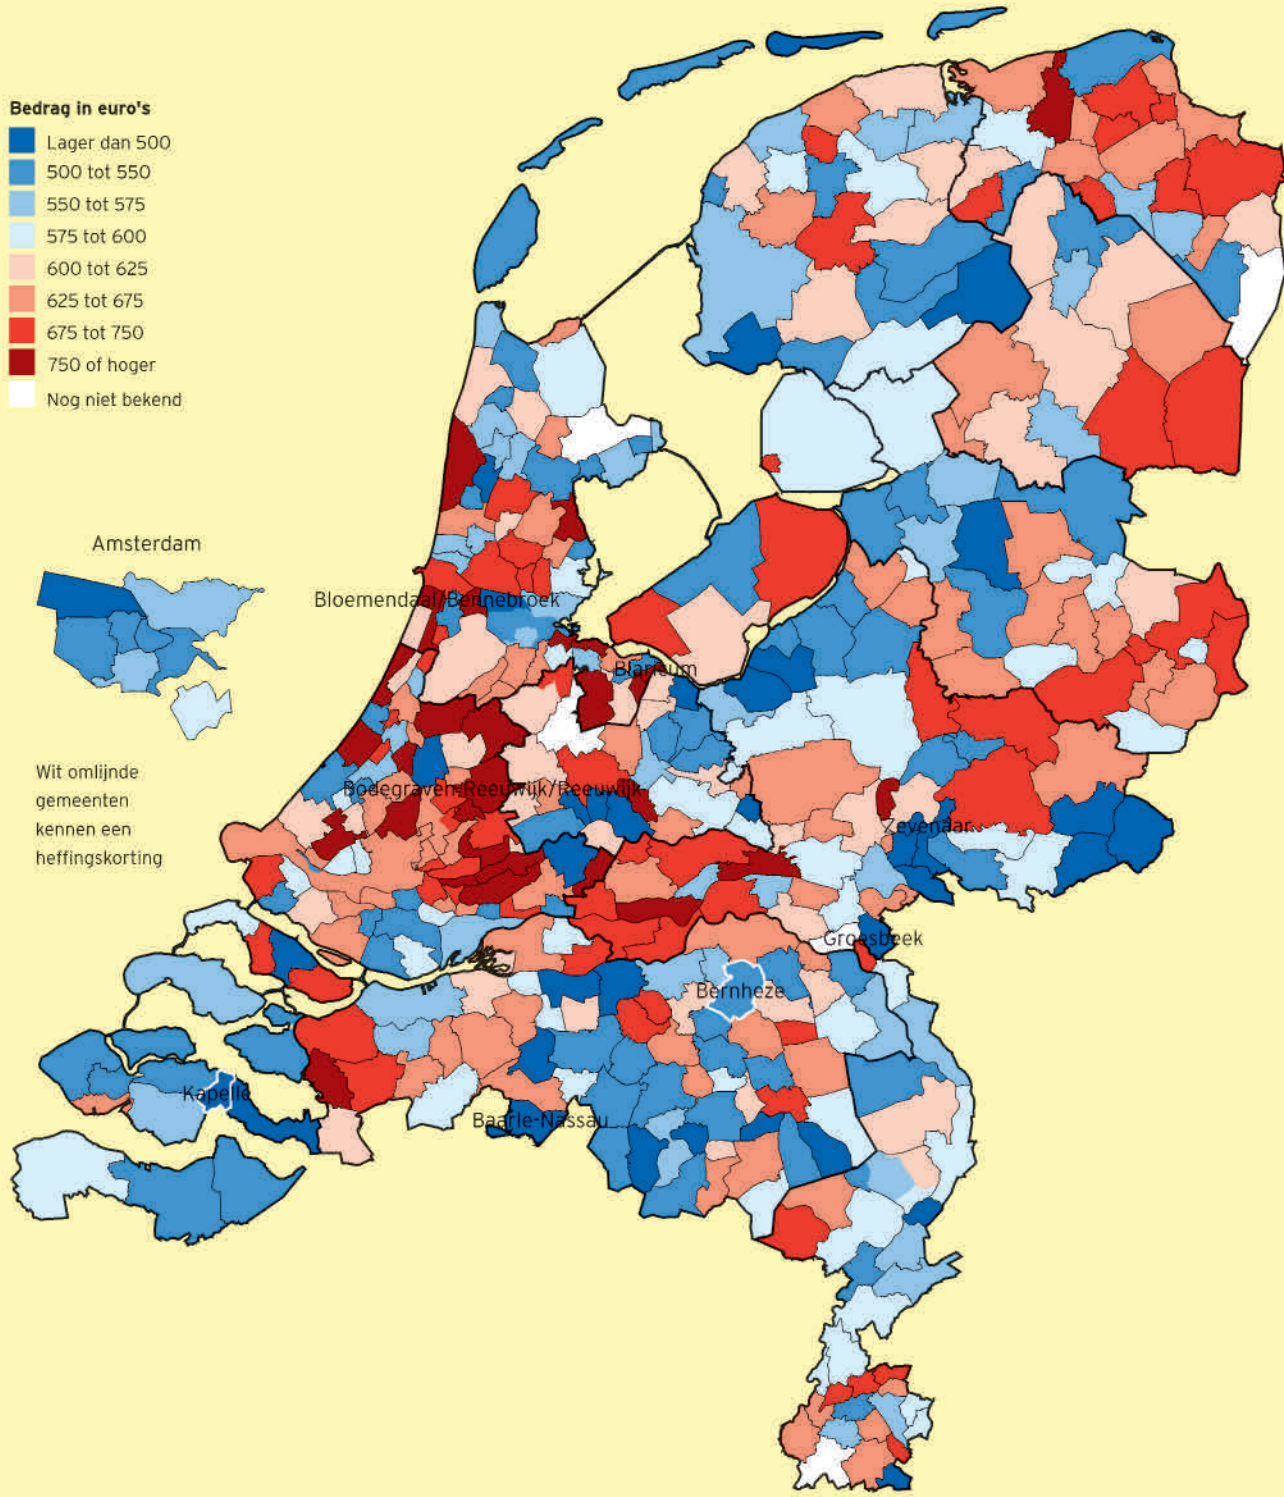 Bedrag in euro's
Lager dan 500
500 tot 550
550 tot 575
575 tot 600
600 tot 625
625 tot 675
675 tot 750
750 of hoger
Nog niet bekend
Amsterdam
Bloemendaal/Bennebroek
Blaricum
Wit omlijnde
gemeenten
kennen een
heffingskorting
Bodegraven-Reeuwijk/Reeuwijk
Zevenaar
Groesbeek
Bernheze
Kapelle
Baarle-Nassau